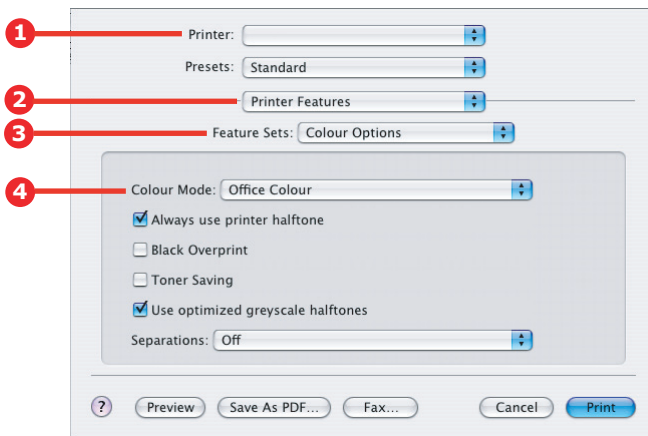 1 Printer:
Presets: Standard
2 Printer Features
3 Feature Sets: Colour Options
4 Colour Mode: Office Colour
Always use printer halftone
Black Overprint
Toner Saving
Use optimized greyscale halftones
Separations: Off
? Preview Save As PDF... Fax... Cancel Print